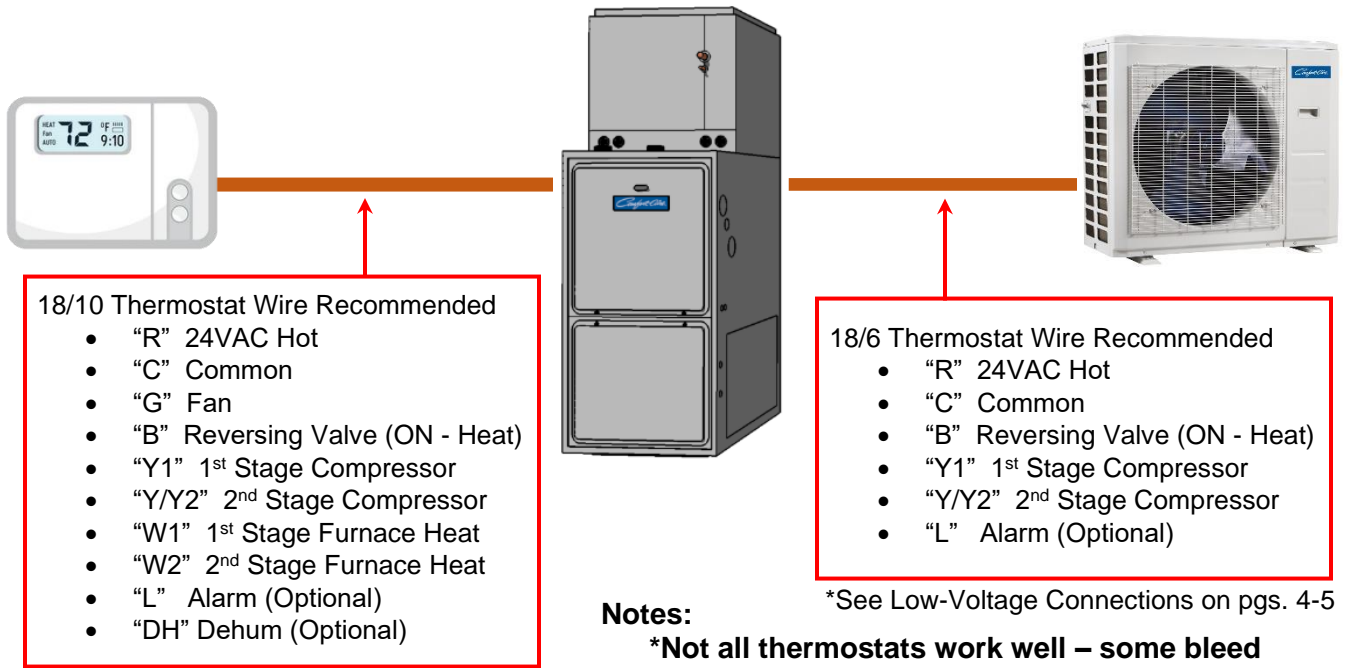 HEAT
Fan
AUTO
72
°F
9:10
Comfort-Aire
Comfort-Aire
18/10 Thermostat Wire Recommended
• “R” 24VAC Hot
• “C” Common
• “G” Fan
• “B” Reversing Valve (ON - Heat)
• “Y1” 1st Stage Compressor
• “Y/Y2” 2nd Stage Compressor
• “W1” 1st Stage Furnace Heat
• “W2” 2nd Stage Furnace Heat
• “L” Alarm (Optional)
• “DH” Dehum (Optional)
18/6 Thermostat Wire Recommended
• “R” 24VAC Hot
• “C” Common
• “B” Reversing Valve (ON - Heat)
• “Y1” 1st Stage Compressor
• “Y/Y2” 2nd Stage Compressor
• “L” Alarm (Optional)
*See Low-Voltage Connections on pgs. 4-5
Notes:
*Not all thermostats work well – some bleed